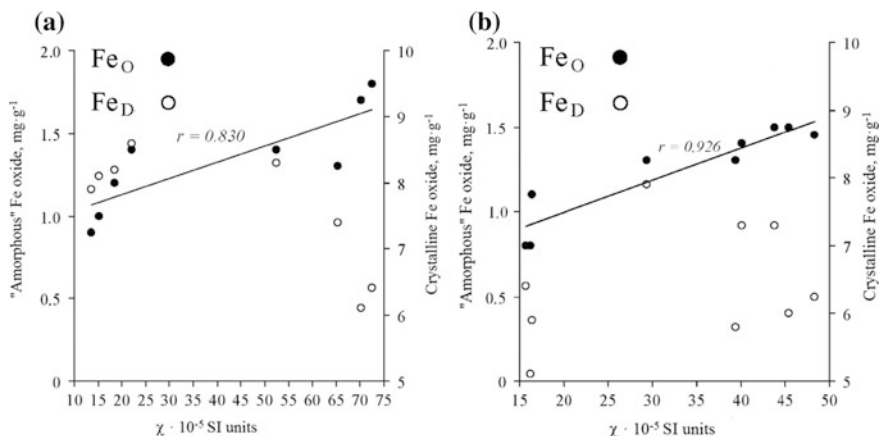 (a)
2.0
1.5
1.0
0.5
0
"Amorphous" Fe oxide, mg·g-1
FeO
FeD
r = 0.830
10
9
8
7
6
5
Crystalline Fe oxide, mg·g-1
10 15 20 25 30 35 40 45 50 55 60 65 70 75
χ · 10-5 SI units
(b)
2.0
1.5
1.0
0.5
0
"Amorphous" Fe oxide, mg·g-1
FeO
FeD
r = 0,926
10
9
8
7
6
5
Crystalline Fe oxide, mg·g-1
15 20 25 30 35 40 45 50
χ · 10-5 SI units